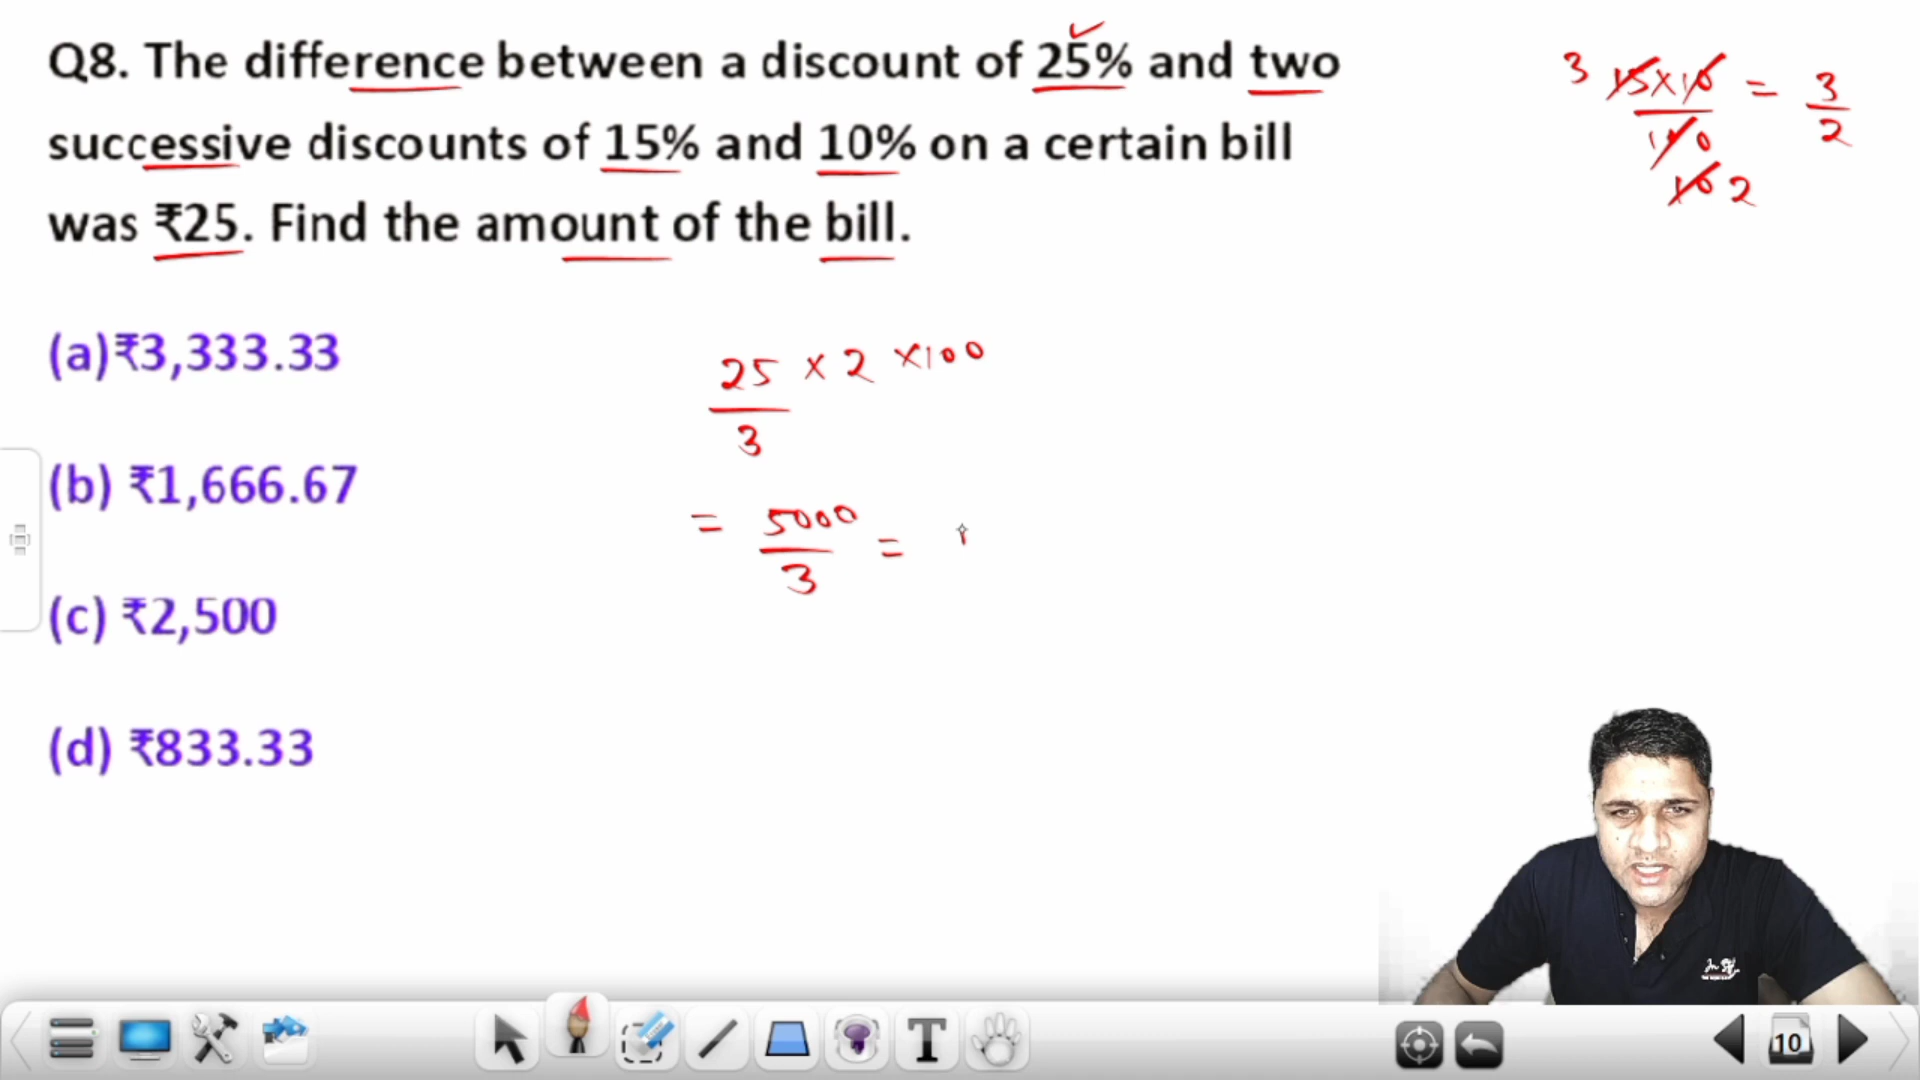 Q8. The difference between a discount of 25% and two
successive discounts of 15% and 10% on a certain bill
was ₹25. Find the amount of the bill.
3 15×10 = 3
100 2
10 2
(a)₹3,333.33
25 × 2 ×100
3
(b) ₹1,666.67
= 5000 =
3
(c) ₹2,500
(d) ₹833.33
T
10